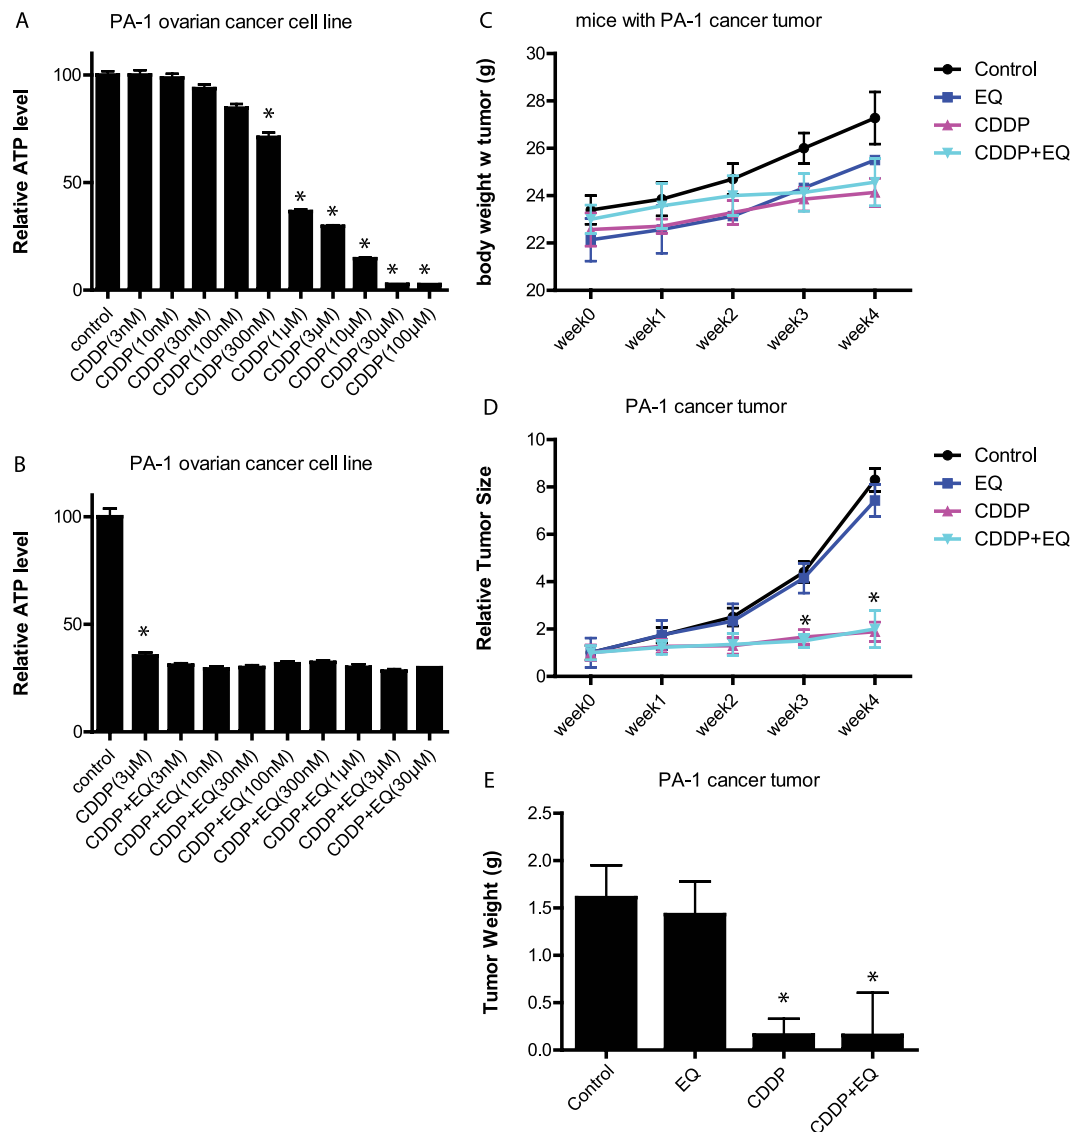 A
PA-1 ovarian cancer cell line
Relative ATP level
100
50
0
*
*
*
*
*
*
control
CDDP(3nM)
CDDP(10nM)
CDDP(30nM)
CDDP(100nM)
CDDP(300nM)
CDDP(1µM)
CDDP(3µM)
CDDP(10µM)
CDDP(30µM)
CDDP(100µM)
B
PA-1 ovarian cancer cell line
Relative ATP level
100
50
0
*
control
CDDP(3µM)
CDDP+EQ(3nM)
CDDP+EQ(10nM)
CDDP+EQ(30nM)
CDDP+EQ(100nM)
CDDP+EQ(300nM)
CDDP+EQ(1µM)
CDDP+EQ(3µM)
CDDP+EQ(30µM)
C
mice with PA-1 cancer tumor
body weight w tumor (g)
30
28
26
24
22
20
week0
week1
week2
week3
week4
Control
EQ
CDDP
CDDP+EQ
D
PA-1 cancer tumor
Relative Tumor Size
10
8
6
4
2
0
*
*
week0
week1
week2
week3
week4
Control
EQ
CDDP
CDDP+EQ
E
PA-1 cancer tumor
Tumor Weight (g)
2.5
2.0
1.5
1.0
0.5
0.0
*
*
Control
EQ
CDDP
CDDP+EQ